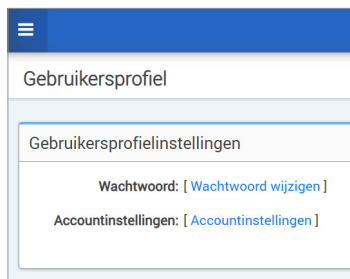 Gebruikersprofiel
Gebruikersprofielinstellingen
Wachtwoord: [ Wachtwoord wijzigen ]
Accountinstellingen: [ Accountinstellingen ]